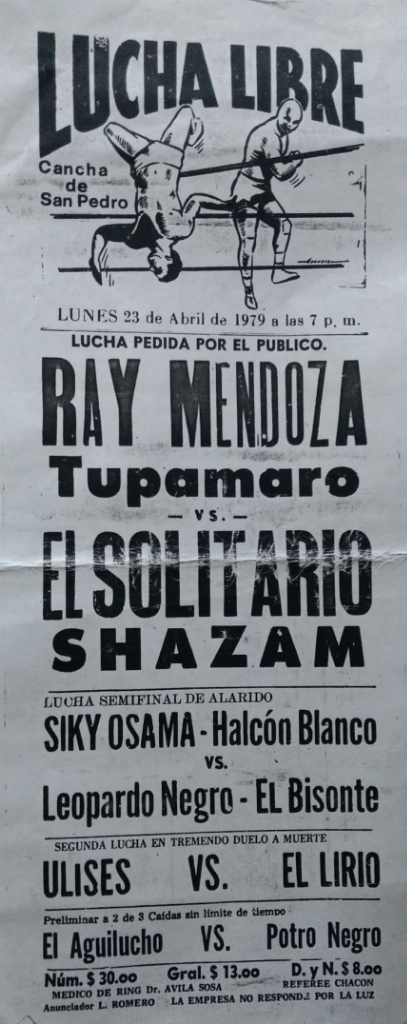 LUCHA LIBRE
Cancha
de
San Pedro
LUNES 23 de Abril de 1979 a las 7 p. m.
LUCHA PEDIDA POR EL PUBLICO.
RAY MENDOZA
Tupamaro
- VS. -
EL SOLITARIO
SHAZAM
LUCHA SEMIFINAL DE ALARIDO
SIKY OSAMA - Halcón Blanco
VS.
Leopardo Negro - EL Bisonte
SEGUNDA LUCHA EN TREMENDO DUELO A MUERTE
ULISES VS. EL LIRIO
Preliminar a 2 de 3 Caídas sin límite de tiempo
El Aguilucho VS. Potro Negro
Núm. $ 30.00 Gral. $ 13.00 D. y N. $ 8.00
MEDICO DE RING Dr. AVILA SOSA REFEREE CHACON
Anunciador L. ROMERO LA EMPRESA NO RESPONDE POR LA LUZ